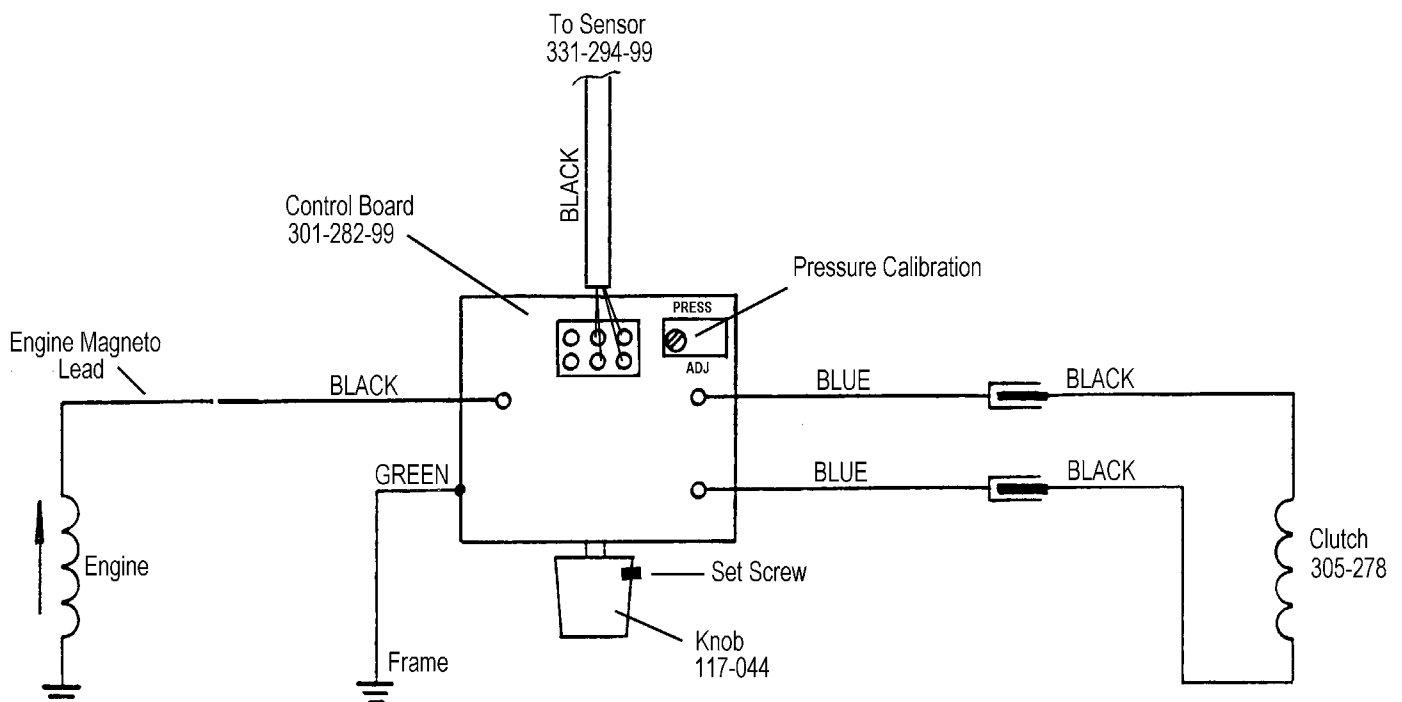 To Sensor
331-294-99
BLACK
Control Board
301-282-99
Pressure Calibration
PRESS
ADJ
Engine Magneto
Lead
BLACK
BLUE
BLACK
GREEN
BLUE
BLACK
Engine
Set Screw
Clutch
305-278
Frame
Knob
117-044